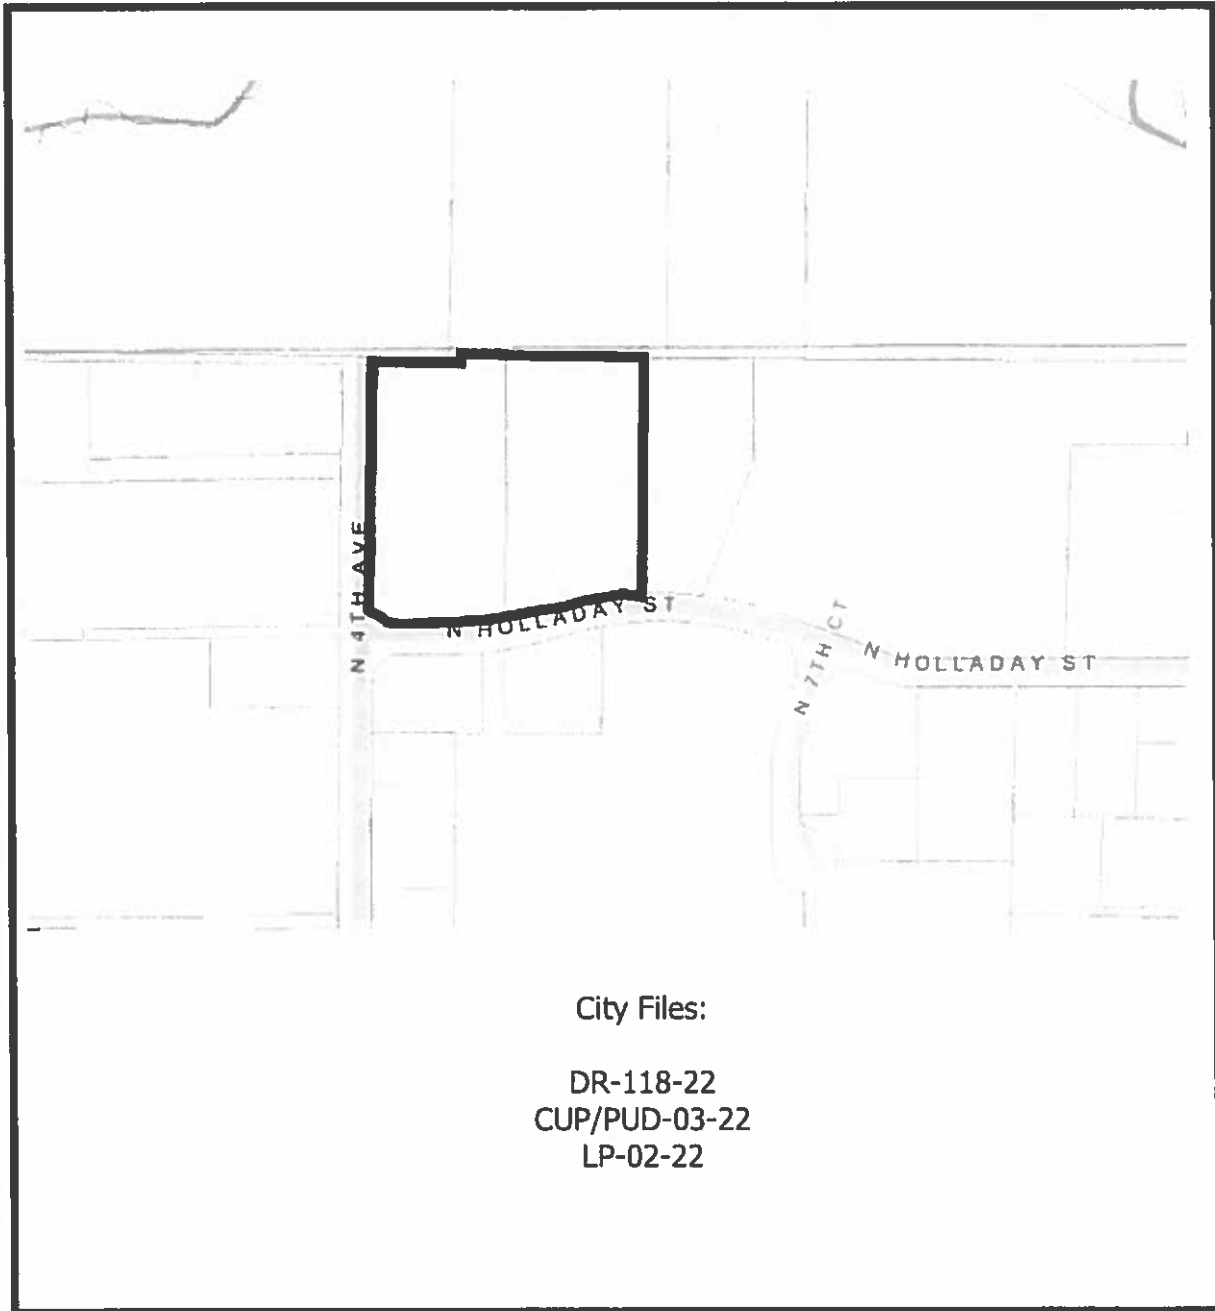 N 4TH AVE
N HOLLADAY ST
N 7TH CT
N HOLLADAY ST
City Files:
DR-118-22
CUP/PUD-03-22
LP-02-22